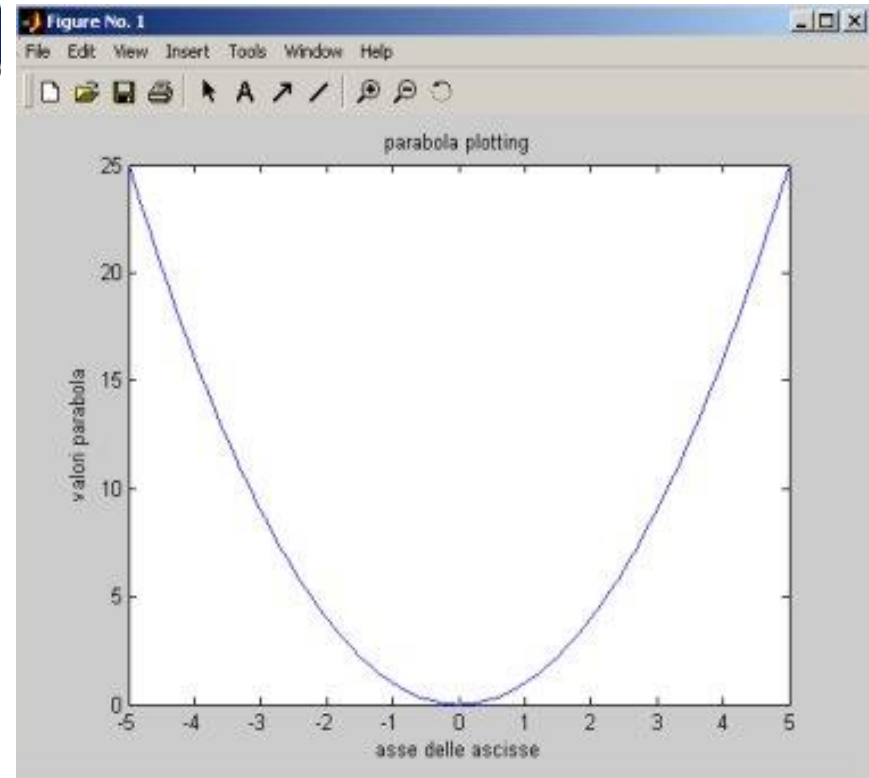 Figure No. 1
File Edit View Insert Tools Window Help
A
parabola plotting
25
20
15
10
5
0
valori parabola
-5 -4 -3 -2 -1 0 1 2 3 4 5
asse delle ascisse